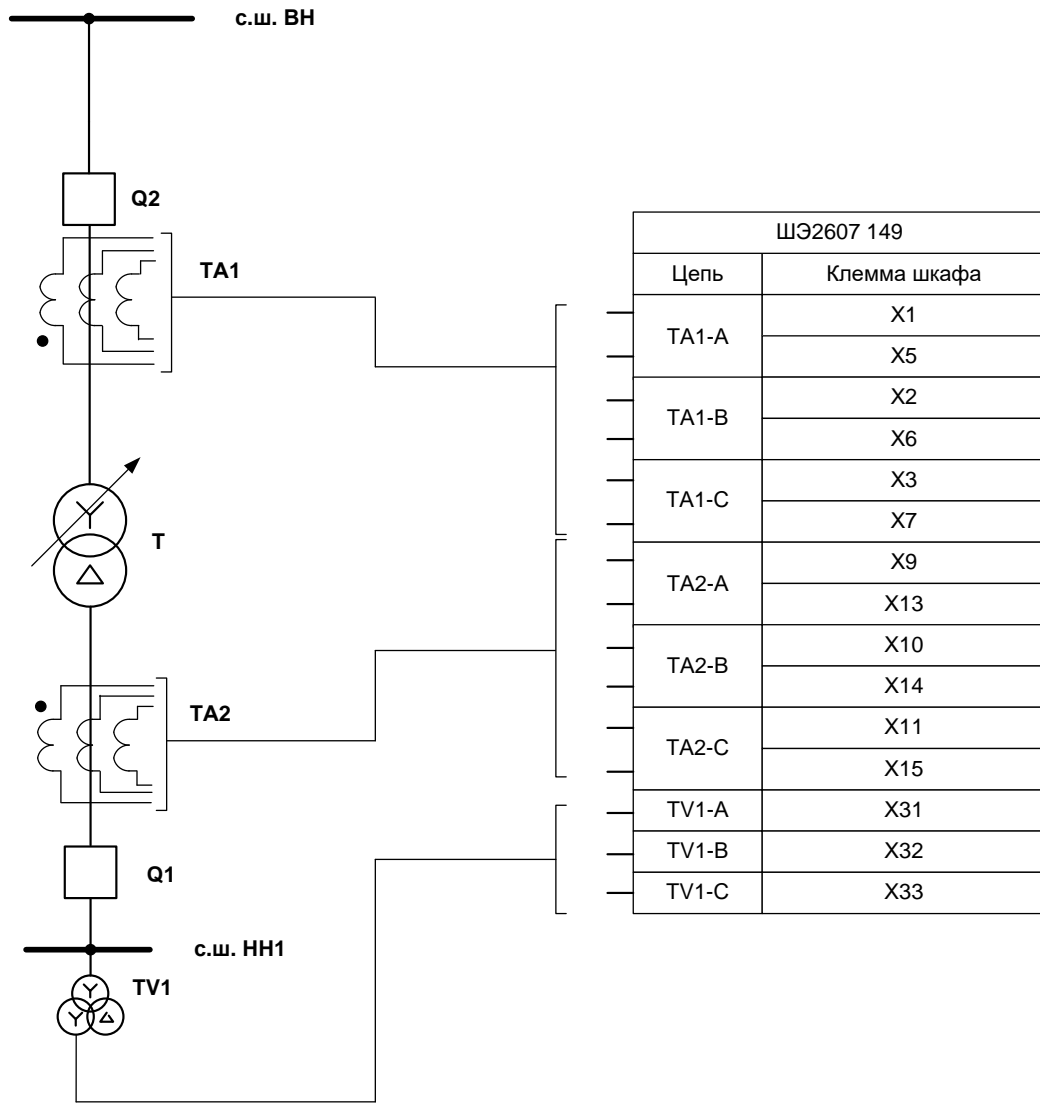 с.ш. ВН
Q2
TA1
T
TA2
Q1
с.ш. НН1
TV1
ШЭ2607 149
Цепь Клемма шкафа
TA1-A
X1
X5
TA1-B
X2
X6
TA1-C
X3
X7
TA2-A
X9
X13
TA2-B
X10
X14
TA2-C
X11
X15
TV1-A X31
TV1-B X32
TV1-C X33